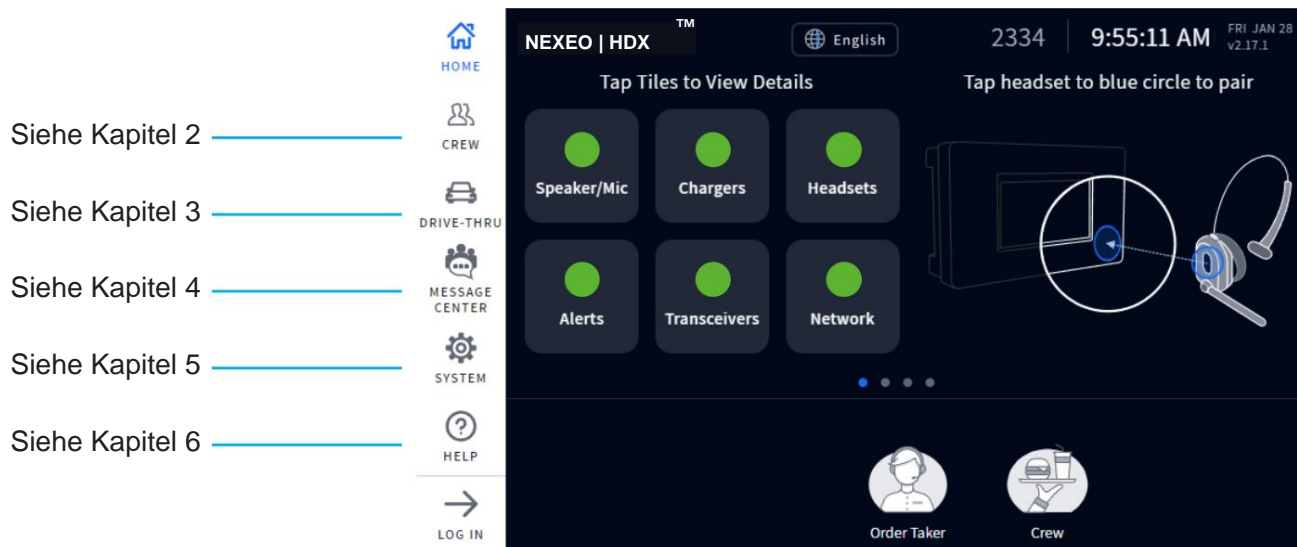 Siehe Kapitel 2
Siehe Kapitel 3
Siehe Kapitel 4
Siehe Kapitel 5
Siehe Kapitel 6
HOME
CREW
DRIVE-THRU
MESSAGE
CENTER
SYSTEM
HELP
LOG IN
NEXEO | HDX ™
English
2334
9:55:11 AM
FRI JAN 28
v2.17.1
Tap Tiles to View Details
Tap headset to blue circle to pair
Speaker/Mic
Chargers
Headsets
Alerts
Transceivers
Network
Order Taker
Crew